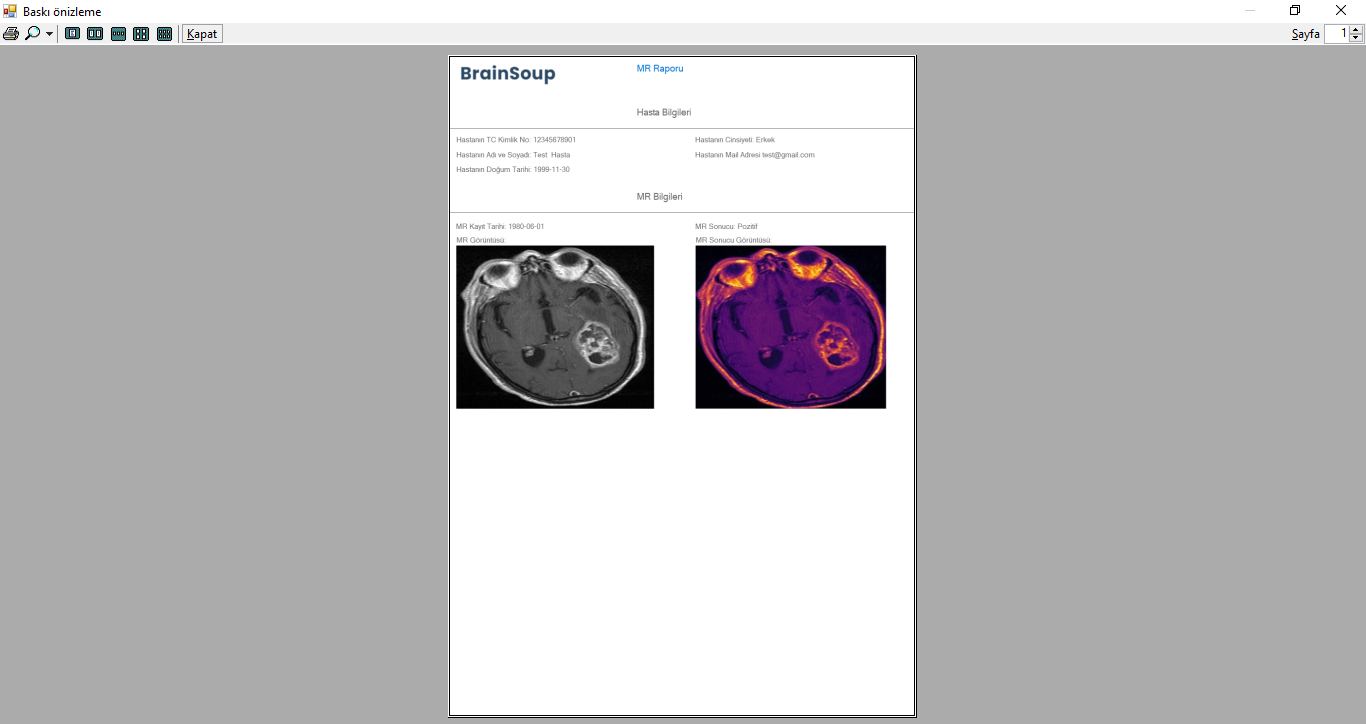 Baskı önizleme
Kapat
Sayfa 1
BrainSoup
MR Raporu
Hasta Bilgileri
Hastanın TC Kimlik No: 12345678901
Hastanın Cinsiyeti: Erkek
Hastanın Adı ve Soyadı: Test Hasta
Hastanın Mail Adresi test@gmail.com
Hastanın Doğum Tarihi: 1999-11-30
MR Bilgileri
MR Kayıt Tarihi: 1980-06-01
MR Sonucu: Pozitif
MR Görüntüsü:
MR Sonucu Görüntüsü: